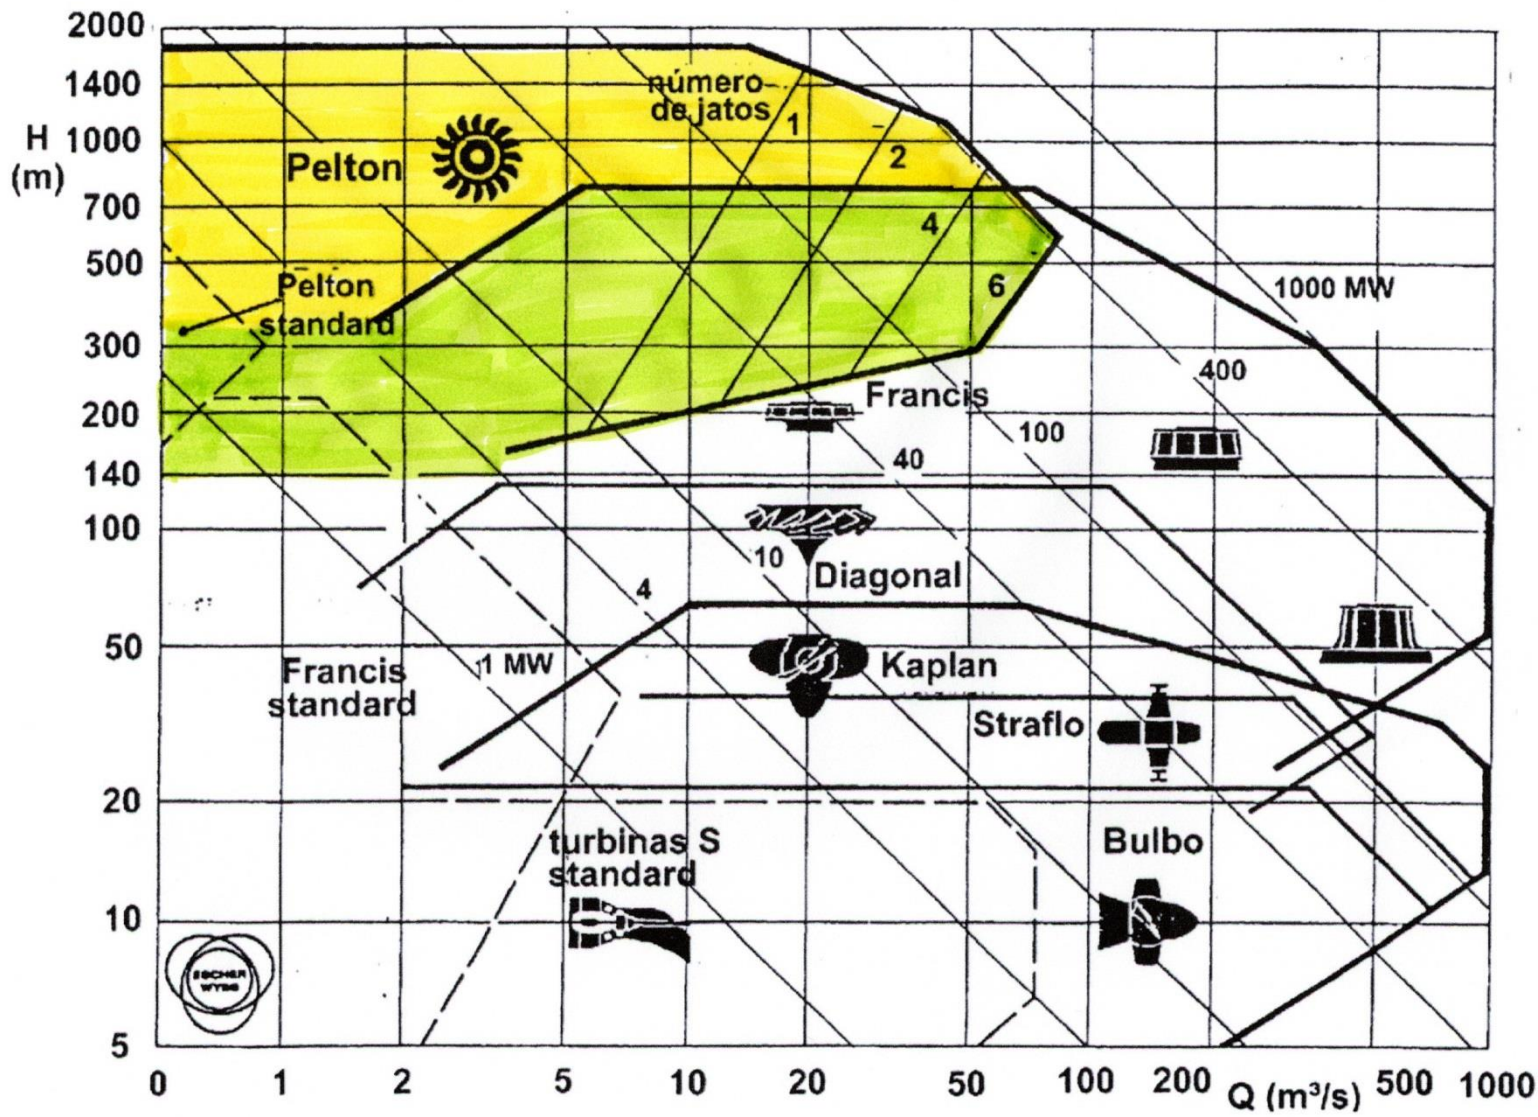 2000
1400
1000
H
(m)
700
500
300
200
140
100
50
20
10
5
número
de jatos
1
2
4
6
Pelton
Pelton
standard
1000 MW
400
100
40
10
4
1 MW
Francis
Diagonal
Kaplan
Francis
standard
Straflo
turbinas S
standard
Bulbo
ESCHER
WYSS
0 1 2 5 10 20 50 100 200 Q (m³/s) 500 1000